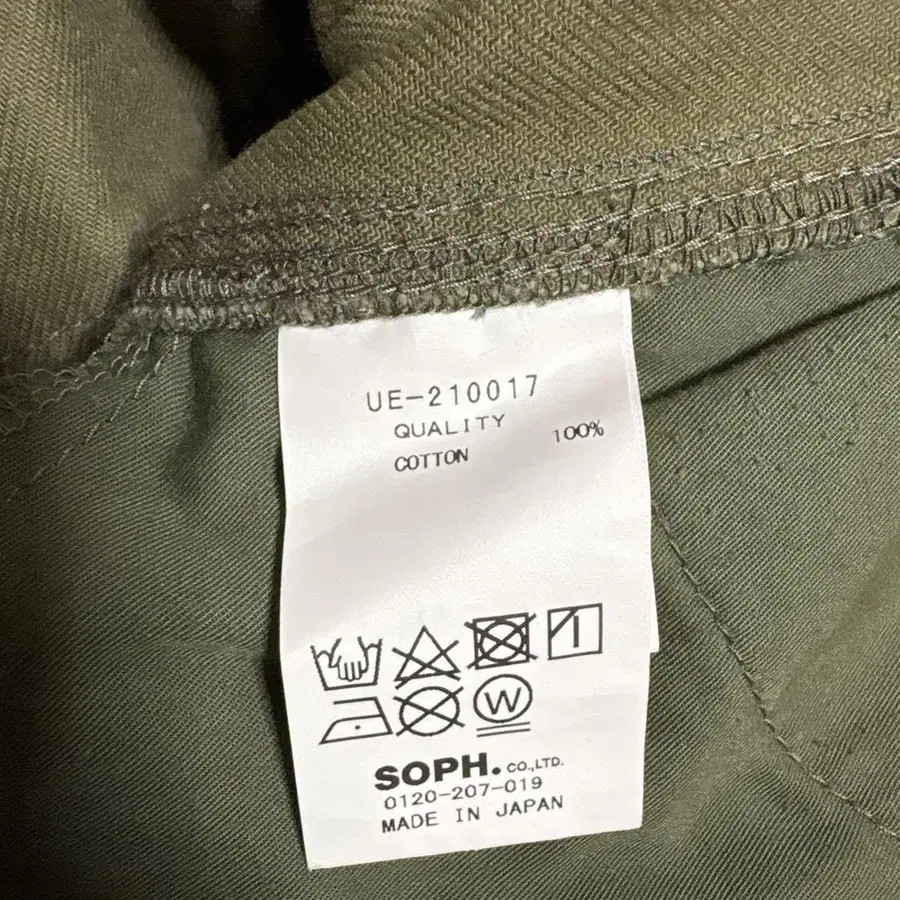 UE-210017
QUALITY
COTTON 100%
W
SOPH. CO.,LTD.
0120-207-019
MADE IN JAPAN